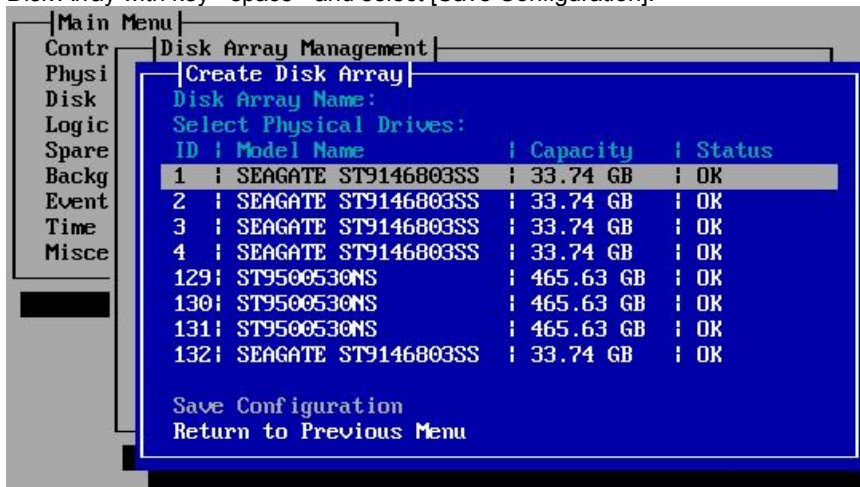 Disk Array with key <space> and select [Save Configuration].
Main Menu
Contr Disk Array Management
Physi Create Disk Array
Disk Disk Array Name:
Logic Select Physical Drives:
Spare ID | Model Name | Capacity | Status
Backg 1 | SEAGATE ST9146803SS | 33.74 GB | OK
Event 2 | SEAGATE ST9146803SS | 33.74 GB | OK
Time 3 | SEAGATE ST9146803SS | 33.74 GB | OK
Misce 4 | SEAGATE ST9146803SS | 33.74 GB | OK
129| ST9500530NS | 465.63 GB | OK
130| ST9500530NS | 465.63 GB | OK
131| ST9500530NS | 465.63 GB | OK
132| SEAGATE ST9146803SS | 33.74 GB | OK
Save Configuration
Return to Previous Menu